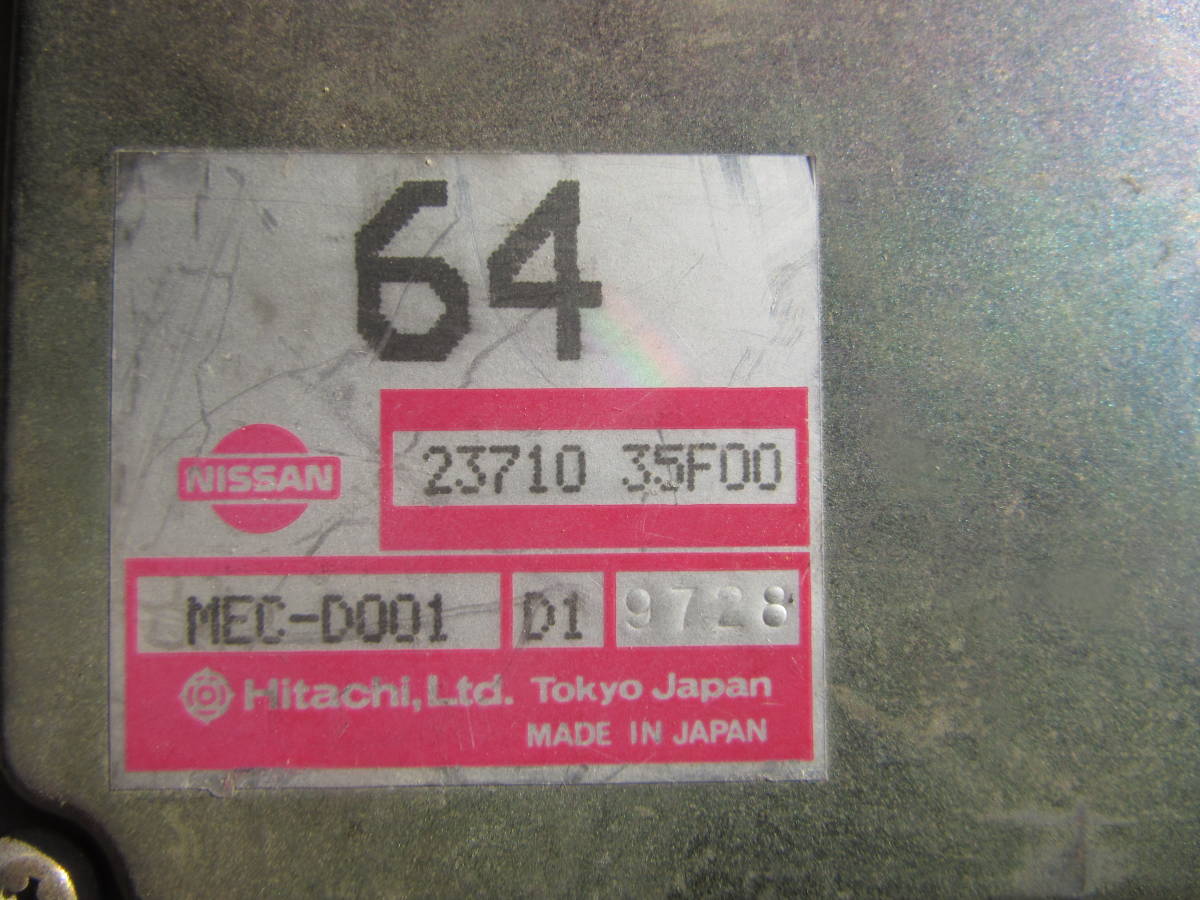 64
NISSAN
23710 35F00
MEC-D001 D1 9728
Hitachi, Ltd. Tokyo Japan
MADE IN JAPAN